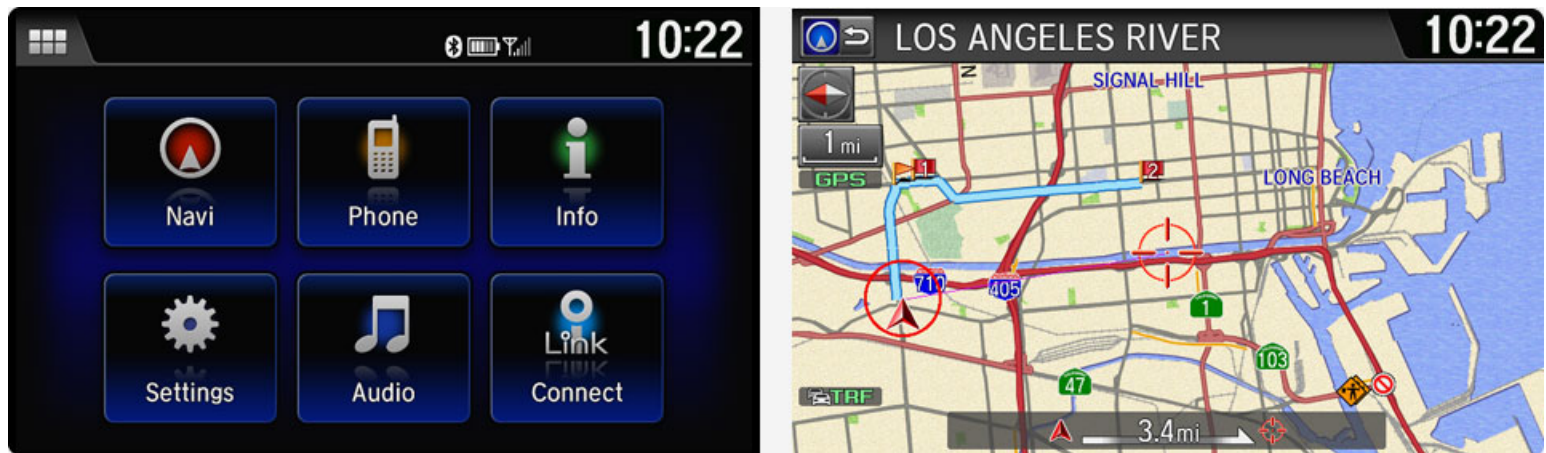 10:22
Navi
Phone
Info
Link
Settings
Audio
Connect
LOS ANGELES RIVER
10:22
N
SIGNAL HILL
1 mi
GPS
1
2
LONG BEACH
710
405
1
103
47
TRF
3.4mi